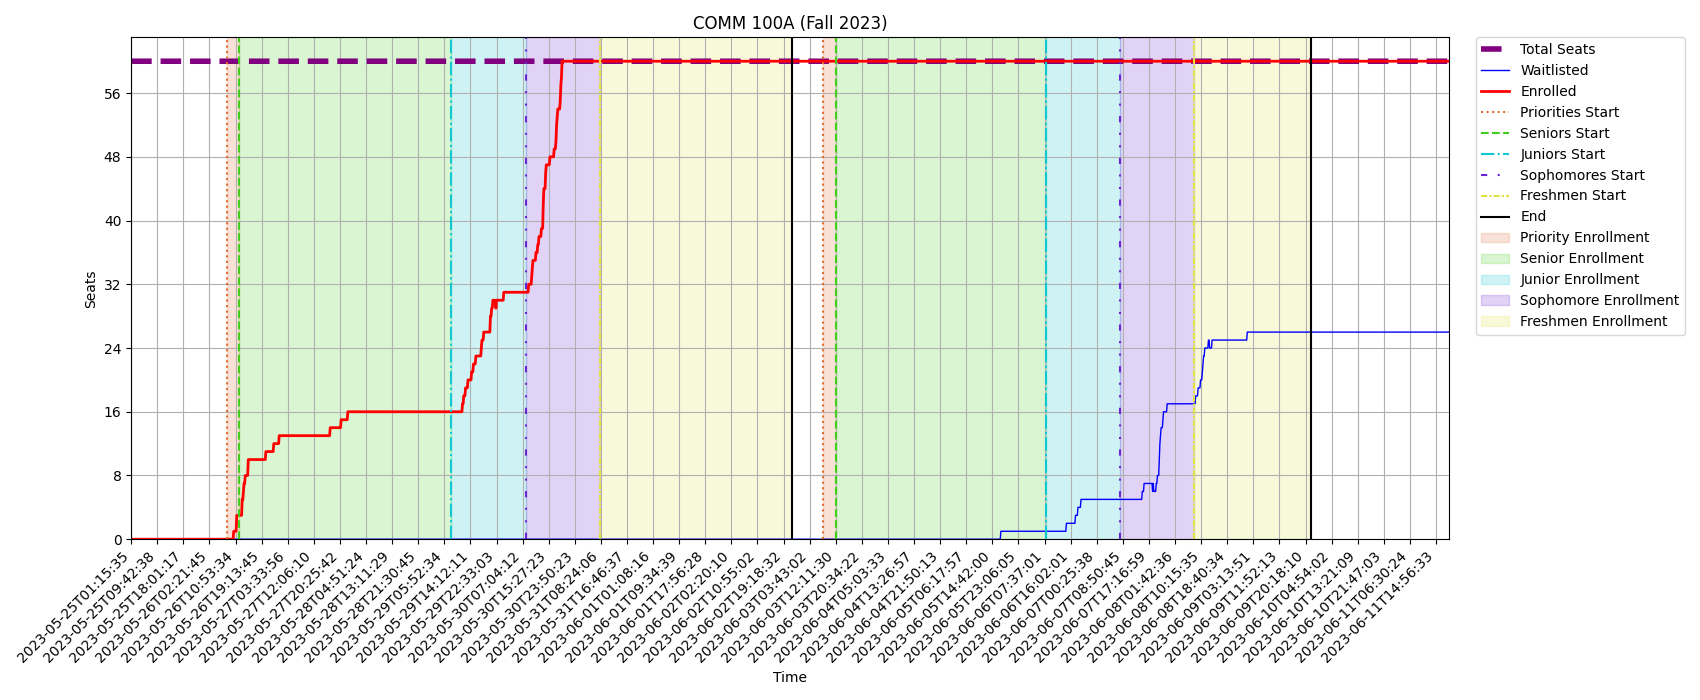 COMM 100A (Fall 2023)
Seats
56
48
40
32
24
16
8
0
2023-05-25T01:15:35
2023-05-25T09:42:38
2023-05-25T18:01:17
2023-05-26T02:21:45
2023-05-26T10:53:34
2023-05-26T19:13:45
2023-05-27T03:33:56
2023-05-27T12:06:10
2023-05-27T20:25:42
2023-05-28T04:51:24
2023-05-28T13:11:29
2023-05-28T21:30:45
2023-05-29T05:52:34
2023-05-29T14:12:11
2023-05-29T22:33:03
2023-05-30T07:04:12
2023-05-30T15:27:23
2023-05-30T23:50:23
2023-05-31T08:24:06
2023-05-31T16:46:37
2023-06-01T01:08:16
2023-06-01T09:34:39
2023-06-01T17:56:28
2023-06-02T02:20:10
2023-06-02T10:55:02
2023-06-02T19:18:32
2023-06-03T03:43:02
2023-06-03T12:11:30
2023-06-03T20:34:22
2023-06-04T05:03:33
2023-06-04T13:26:57
2023-06-04T21:50:13
2023-06-05T06:17:57
2023-06-05T14:42:00
2023-06-05T23:06:05
2023-06-06T07:37:01
2023-06-06T16:02:01
2023-06-07T00:25:38
2023-06-07T08:50:45
2023-06-07T17:16:59
2023-06-08T01:42:36
2023-06-08T10:15:35
2023-06-08T18:40:34
2023-06-09T03:13:51
2023-06-09T11:52:13
2023-06-09T20:18:10
2023-06-10T04:54:02
2023-06-10T13:21:09
2023-06-10T21:47:03
2023-06-11T06:30:24
2023-06-11T14:56:33
Time
Total Seats
Waitlisted
Enrolled
Priorities Start
Seniors Start
Juniors Start
Sophomores Start
Freshmen Start
End
Priority Enrollment
Senior Enrollment
Junior Enrollment
Sophomore Enrollment
Freshmen Enrollment